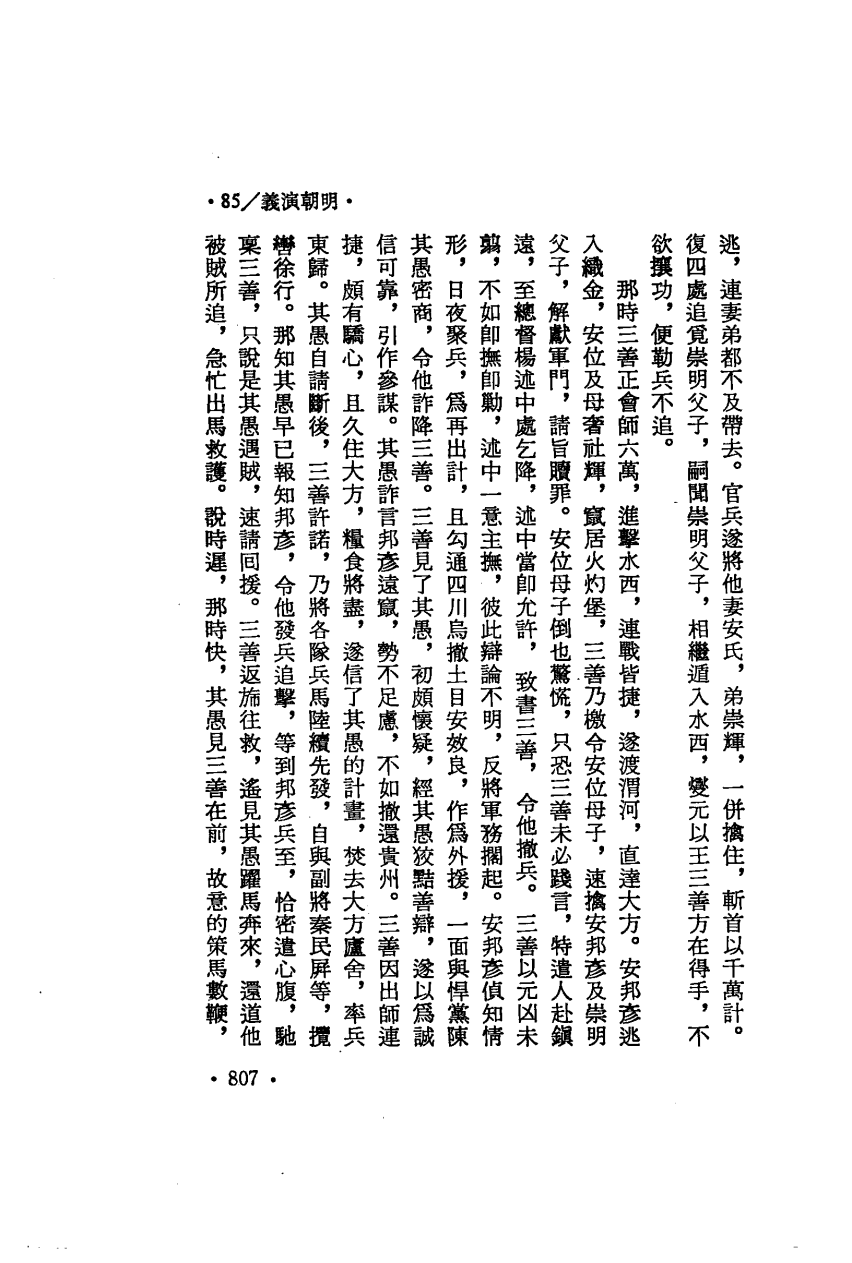 •85／義演朝明•
逃，連妻弟都不及帶去。官兵遂將他妻安氏，弟崇輝，一併擒住，斬首以千萬計。
復四處追覓崇明父子，嗣聞崇明父子，相繼遁入水西，燮元以王三善方在得手，不
欲攘功，便勒兵不追。
那時三善正會師六萬，進擊水西，連戰皆捷，遂渡渭河，直達大方。安邦彥逃
入織金，安位及母奢社輝，竄居火灼堡，三善乃檄令安位母子，速擒安邦彥及崇明
父子，解獻軍門，請旨贖罪。安位母子倒也驚慌，只恐三善未必踐言，特遣人赴鎮
遠，至總督楊述中處乞降，述中當卽允許，致書三善，令他撤兵。三善以元凶未
翦，不如卽撫卽勦，述中一意主撫，彼此辯論不明，反將軍務擱起。安邦彥偵知情
形，日夜聚兵，爲再出計，且勾通四川烏撤土目安效良，作爲外援，一面與悍黨陳
其愚密商，令他詐降三善。三善見了其愚，初頗懷疑，經其愚狡黠善辯，遂以爲誠
信可靠，引作參謀。其愚詐言邦彥遠竄，勢不足慮，不如撤還貴州。三善因出師連
捷，頗有驕心，且久住大方，糧食將盡，遂信了其愚的計畫，焚去大方廬舍，率兵
東歸。其愚自請斷後，三善許諾，乃將各隊兵馬陸續先發，自與副將秦民屏等，攬
轡徐行。那知其愚早已報知邦彥，令他發兵追擊，等到邦彥兵至，恰密遣心腹，馳
稟三善，只說是其愚遇賊，速請回援。三善返旆往救，遙見其愚躍馬奔來，還道他
被賊所追，急忙出馬救護。說時遲，那時快，其愚見三善在前，故意的策馬數鞭，
•807•